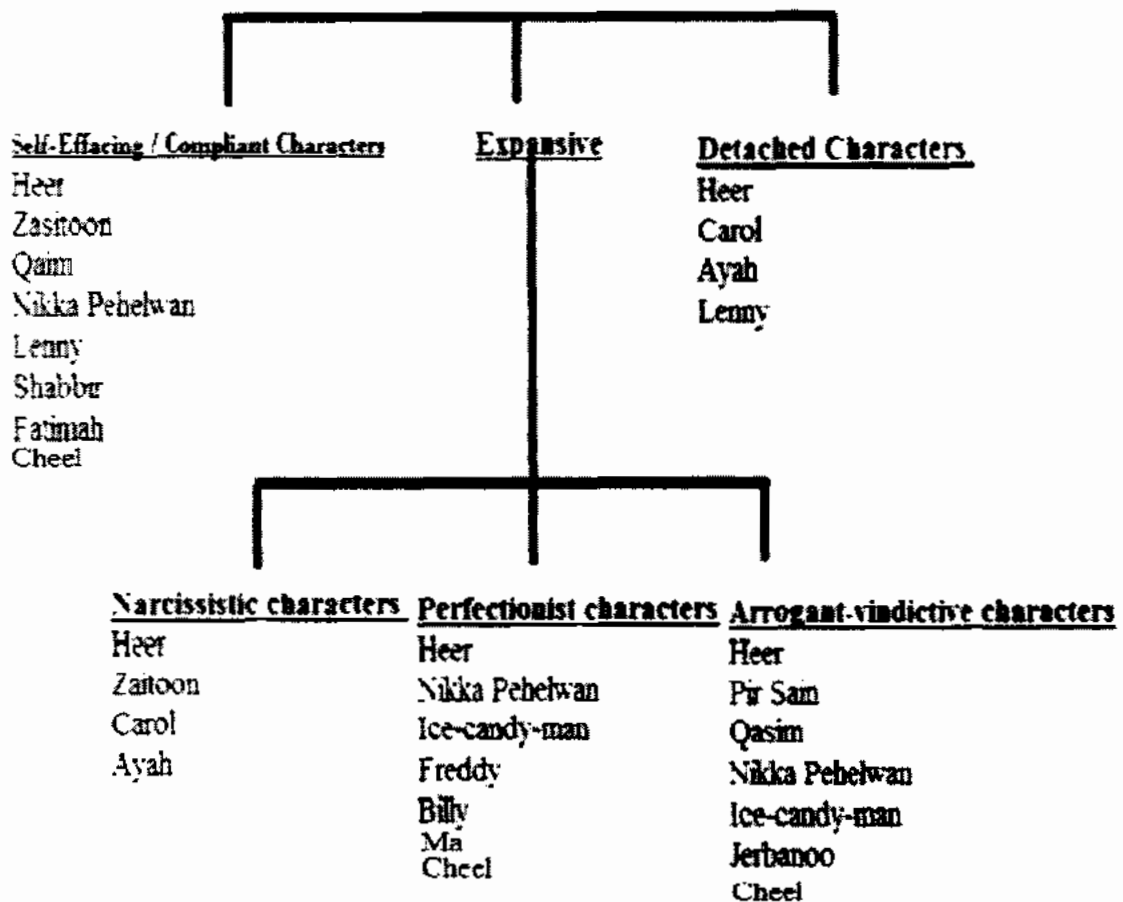 Self-Effacing / Compliant Characters
Heer
Zasitoon
Qaim
Nikka Pehelwan
Lenny
Shabbir
Fatimah
Cheel
Expansive
Detached Characters
Heer
Carol
Ayah
Lenny
Narcissistic characters
Heer
Zaitoon
Carol
Ayah
Perfectionist characters
Heer
Nikka Pehelwan
Ice-candy-man
Freddy
Billy
Ma
Cheel
Arrogant-vindictive characters
Heer
Pir Sain
Qasim
Nikka Pehelwan
Ice-candy-man
Jerbanoo
Cheel